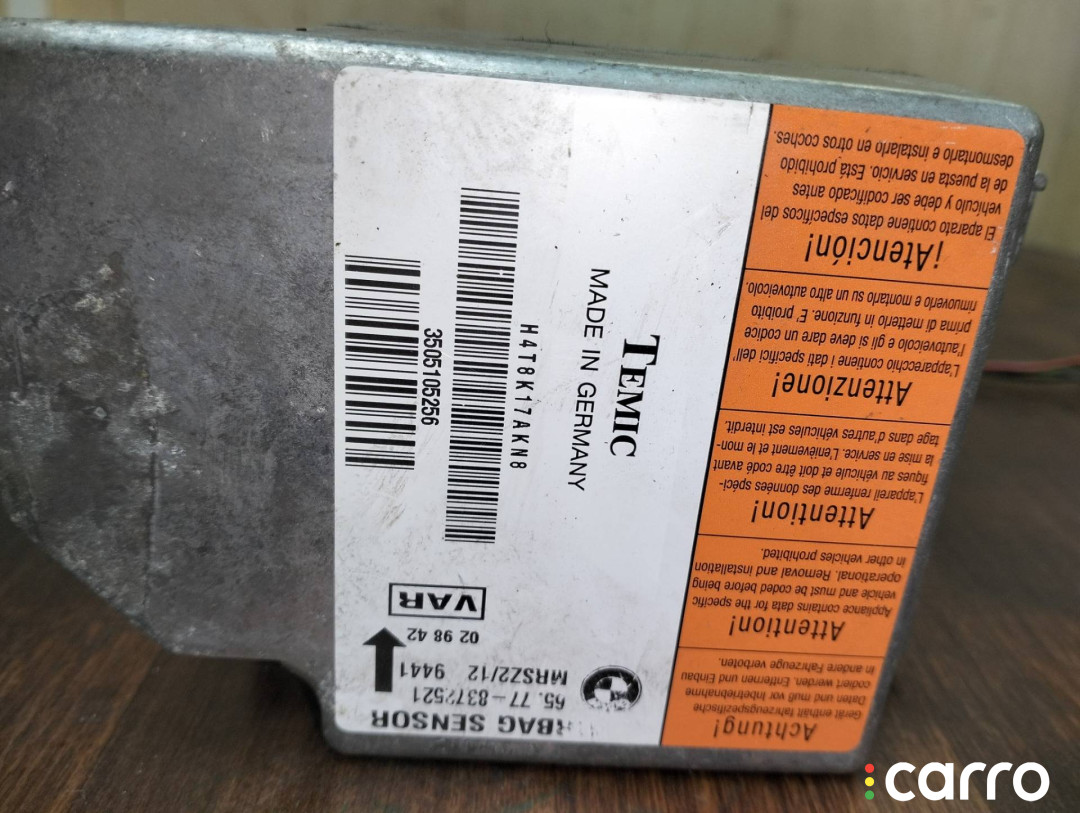 Achtung!
Gerät enthält fahrzeugspezifische
Daten und muß vor Inbetriebnahme
codiert werden. Entfernen und Einbau
in andere Fahrzeuge verboten.
Attention!
Appliance contains data for the specific
vehicle and must be coded before being
operational. Removal and installation
in other vehicles prohibited.
Attention!
L'appareil renferme des données spéci-
fiques au véhicule et doit être codé avant
la mise en service. L'enlèvement et le mon-
tage dans d'autres véhicules est interdit.
Attenzione!
L'apparecchio contiene i dati specifici dell'
l'autoveicolo e gli si deve dare un codice
prima di metterlo in funzione. E' proibito
rimuoverlo e montarlo su un altro autoveicolo.
¡Atención!
El aparato contiene datos específicos del
vehículo y debe ser codificado antes
de la puesta en servicio. Está prohibido
desmontarlo e instalarlo en otros coches.
RBAG SENSOR
65. 77-8372521
MRSZ2/12 9441
02 98 42
VAR
TEMIC
MADE IN GERMANY
H4T8K17AKN8
3505105256
carro